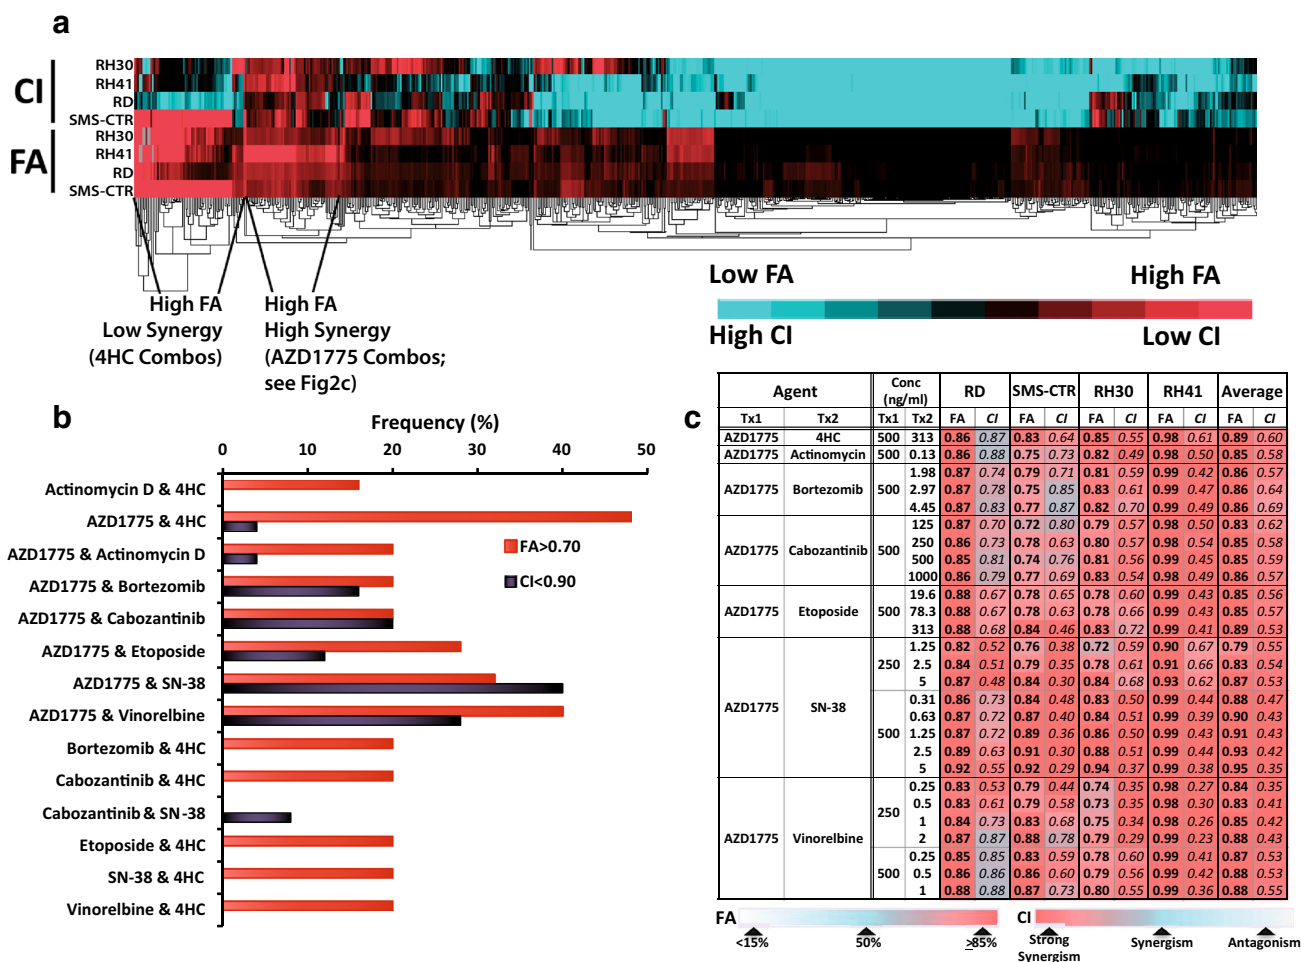 a
CI
RH30
RH41
RD
SMS-CTR
FA
RH30
RH41
RD
SMS-CTR
High FA
Low Synergy
(4HC Combos)
High FA
High Synergy
(AZD1775 Combos;
see Fig2c)
Low FA High FA
High CI Low CI
b
Frequency (%)
0 10 20 30 40 50
Actinomycin D & 4HC
AZD1775 & 4HC
AZD1775 & Actinomycin D
AZD1775 & Bortezomib
AZD1775 & Cabozantinib
AZD1775 & Etoposide
AZD1775 & SN-38
AZD1775 & Vinorelbine
Bortezomib & 4HC
Cabozantinib & 4HC
Cabozantinib & SN-38
Etoposide & 4HC
SN-38 & 4HC
Vinorelbine & 4HC
FA>0.70
CI<0.90
c
Agent Conc (ng/ml) RD SMS-CTR RH30 RH41 Average
Tx1 Tx2 Tx1 Tx2 FA CI FA CI FA CI FA CI FA CI
AZD1775 4HC 500 313 0.86 0.87 0.83 0.64 0.85 0.55 0.98 0.61 0.89 0.60
AZD1775 Actinomycin 500 0.13 0.86 0.88 0.75 0.73 0.82 0.49 0.98 0.50 0.85 0.58
AZD1775 Bortezomib 500 1.98 0.87 0.74 0.79 0.71 0.81 0.59 0.99 0.42 0.86 0.57
2.97 0.87 0.78 0.75 0.85 0.83 0.61 0.99 0.47 0.86 0.64
4.45 0.87 0.83 0.77 0.87 0.82 0.70 0.99 0.49 0.86 0.69
AZD1775 Cabozantinib 500 125 0.87 0.70 0.72 0.80 0.79 0.57 0.98 0.50 0.83 0.62
250 0.86 0.73 0.78 0.63 0.80 0.57 0.98 0.54 0.85 0.58
500 0.85 0.81 0.74 0.76 0.81 0.56 0.99 0.45 0.85 0.59
1000 0.86 0.79 0.77 0.69 0.83 0.54 0.98 0.49 0.86 0.57
AZD1775 Etoposide 500 19.6 0.88 0.67 0.78 0.65 0.78 0.60 0.99 0.43 0.85 0.56
78.3 0.88 0.67 0.78 0.63 0.78 0.66 0.99 0.43 0.85 0.57
313 0.88 0.68 0.84 0.46 0.83 0.72 0.99 0.41 0.89 0.53
AZD1775 SN-38 250 1.25 0.82 0.52 0.76 0.38 0.72 0.59 0.90 0.67 0.79 0.55
2.5 0.84 0.51 0.79 0.35 0.78 0.61 0.91 0.66 0.83 0.54
5 0.87 0.48 0.84 0.30 0.84 0.68 0.93 0.62 0.87 0.53
500 0.31 0.86 0.73 0.84 0.48 0.83 0.50 0.99 0.44 0.88 0.47
0.63 0.87 0.72 0.87 0.40 0.84 0.51 0.99 0.39 0.90 0.43
1.25 0.87 0.72 0.89 0.36 0.86 0.50 0.99 0.43 0.91 0.43
2.5 0.89 0.63 0.91 0.30 0.88 0.51 0.99 0.44 0.93 0.42
5 0.92 0.55 0.92 0.29 0.94 0.37 0.99 0.38 0.95 0.35
AZD1775 Vinorelbine 250 0.25 0.83 0.53 0.79 0.44 0.74 0.35 0.98 0.27 0.84 0.35
0.5 0.83 0.61 0.79 0.58 0.73 0.35 0.98 0.30 0.83 0.41
1 0.84 0.73 0.83 0.68 0.75 0.34 0.98 0.26 0.85 0.42
2 0.87 0.87 0.88 0.78 0.79 0.29 0.99 0.23 0.88 0.43
500 0.25 0.85 0.85 0.83 0.59 0.78 0.60 0.99 0.41 0.87 0.53
0.5 0.86 0.86 0.86 0.60 0.79 0.56 0.99 0.42 0.88 0.53
1 0.88 0.88 0.87 0.73 0.80 0.55 0.99 0.36 0.88 0.55
FA <15% 50% ≥85%
CI Strong Synergism Synergism Antagonism